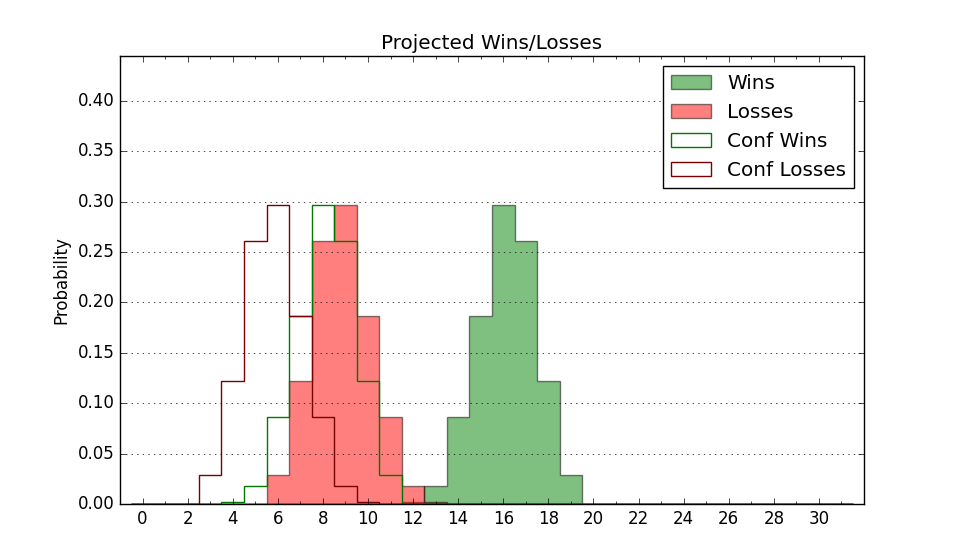 Projected Wins/Losses
Wins
Losses
Conf Wins
Conf Losses
Probability
0.40
0.35
0.30
0.25
0.20
0.15
0.10
0.05
0.00
0 2 4 6 8 10 12 14 16 18 20 22 24 26 28 30